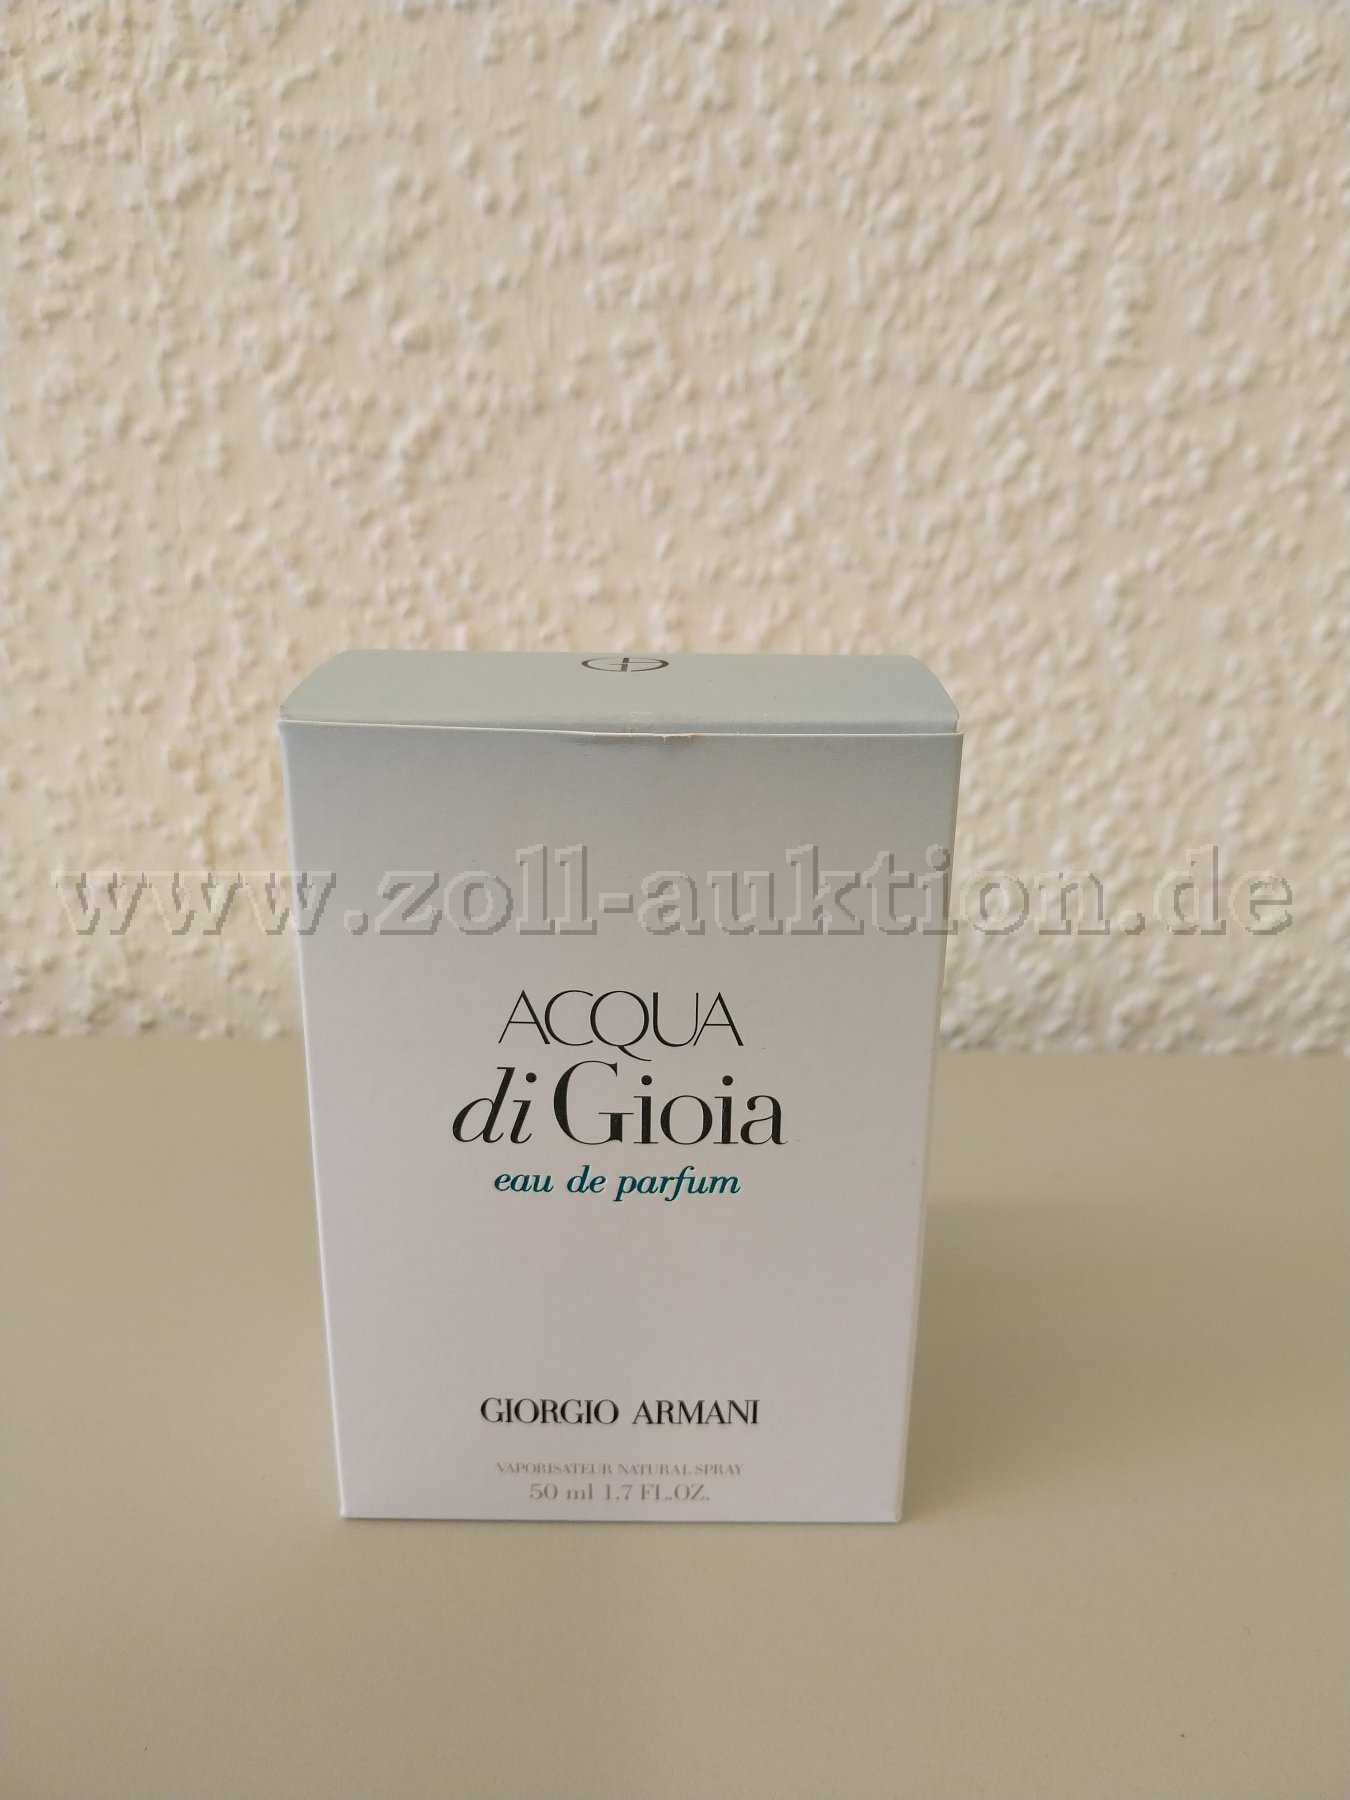 www.zoll-auktion.de
ACQUA
di Gioia
eau de parfum
GIORGIO ARMANI
VAPORISATEUR NATURAL SPRAY
50 ml 1.7 FL.OZ.